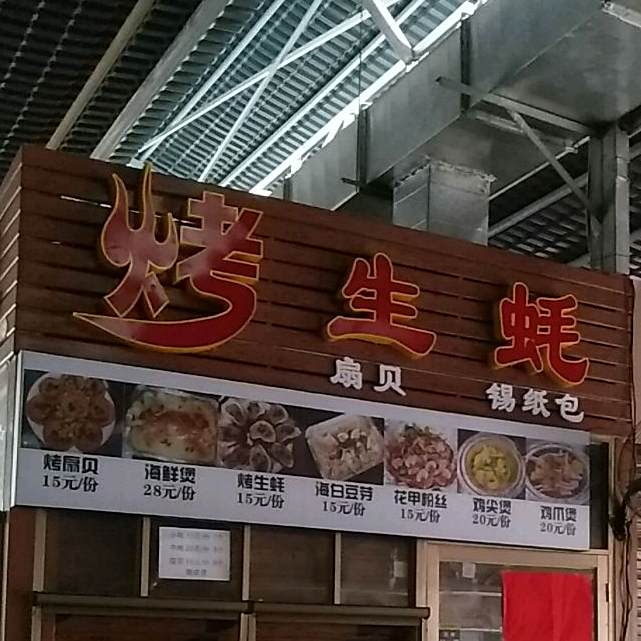 烤生蚝
扇贝 锡纸包
烤扇贝 海鲜煲 烤生蚝 海白豆芽 花甲粉丝 鸡尖煲 鸡爪煲
15元/份 28元/份 15元/份 15元/份 15元/份 20元/份 20元/份